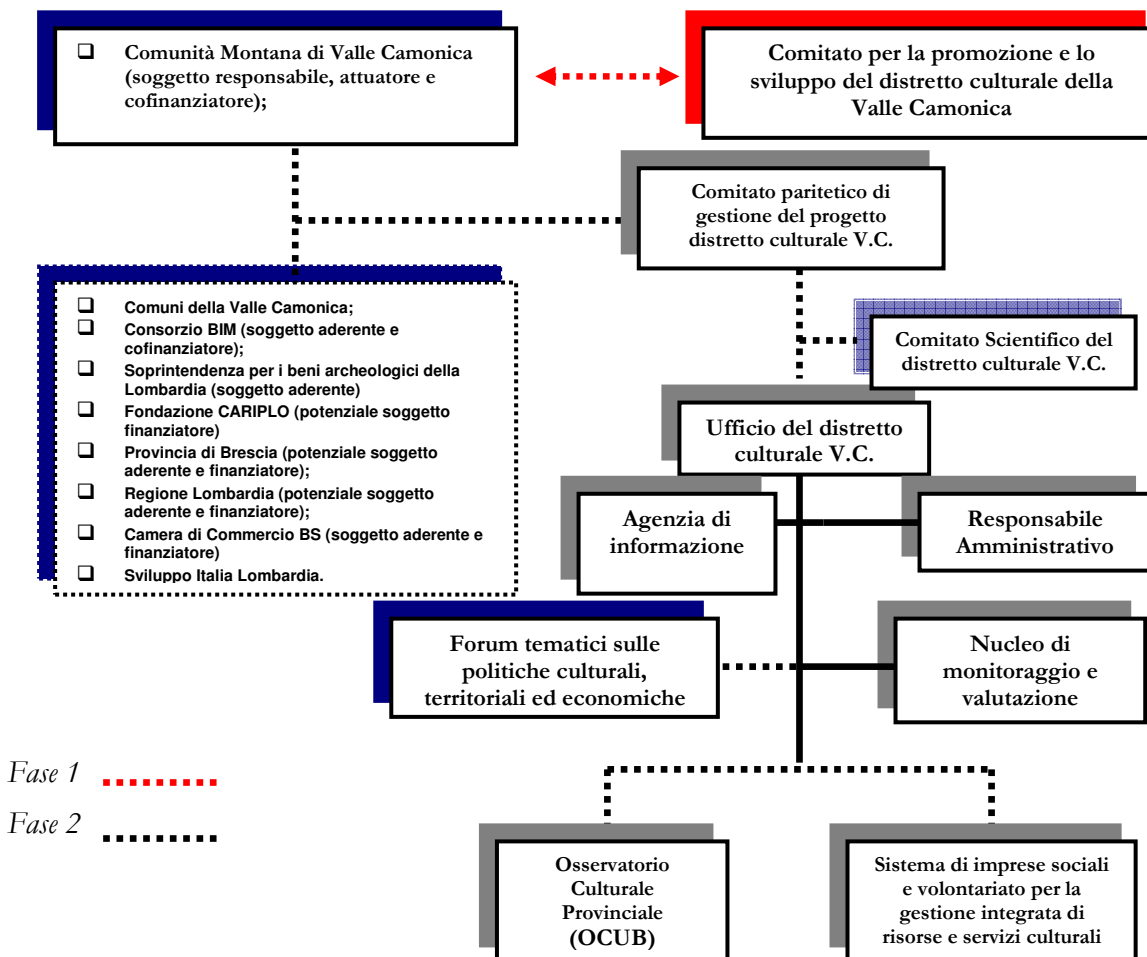 ❑ Comunità Montana di Valle Camonica
(soggetto responsabile, attuatore e
cofinanziatore);
Comitato per la promozione e lo
sviluppo del distretto culturale della
Valle Camonica
Comitato paritetico di
gestione del progetto
distretto culturale V.C.
❑ Comuni della Valle Camonica;
❑ Consorzio BIM (soggetto aderente e
cofinanziatore);
❑ Soprintendenza per i beni archeologici della
Lombardia (soggetto aderente)
❑ Fondazione CARIPLO (potenziale soggetto
finanziatore)
❑ Provincia di Brescia (potenziale soggetto
aderente e finanziatore);
❑ Regione Lombardia (potenziale soggetto
aderente e finanziatore);
❑ Camera di Commercio BS (soggetto aderente e
finanziatore)
❑ Sviluppo Italia Lombardia.
Comitato Scientifico del
distretto culturale V.C.
Ufficio del distretto
culturale V.C.
Agenzia di
informazione
Responsabile
Amministrativo
Forum tematici sulle
politiche culturali,
territoriali ed economiche
Nucleo di
monitoraggio e
valutazione
Fase 1
Fase 2
Osservatorio
Culturale
Provinciale
(OCUB)
Sistema di imprese sociali
e volontariato per la
gestione integrata di
risorse e servizi culturali